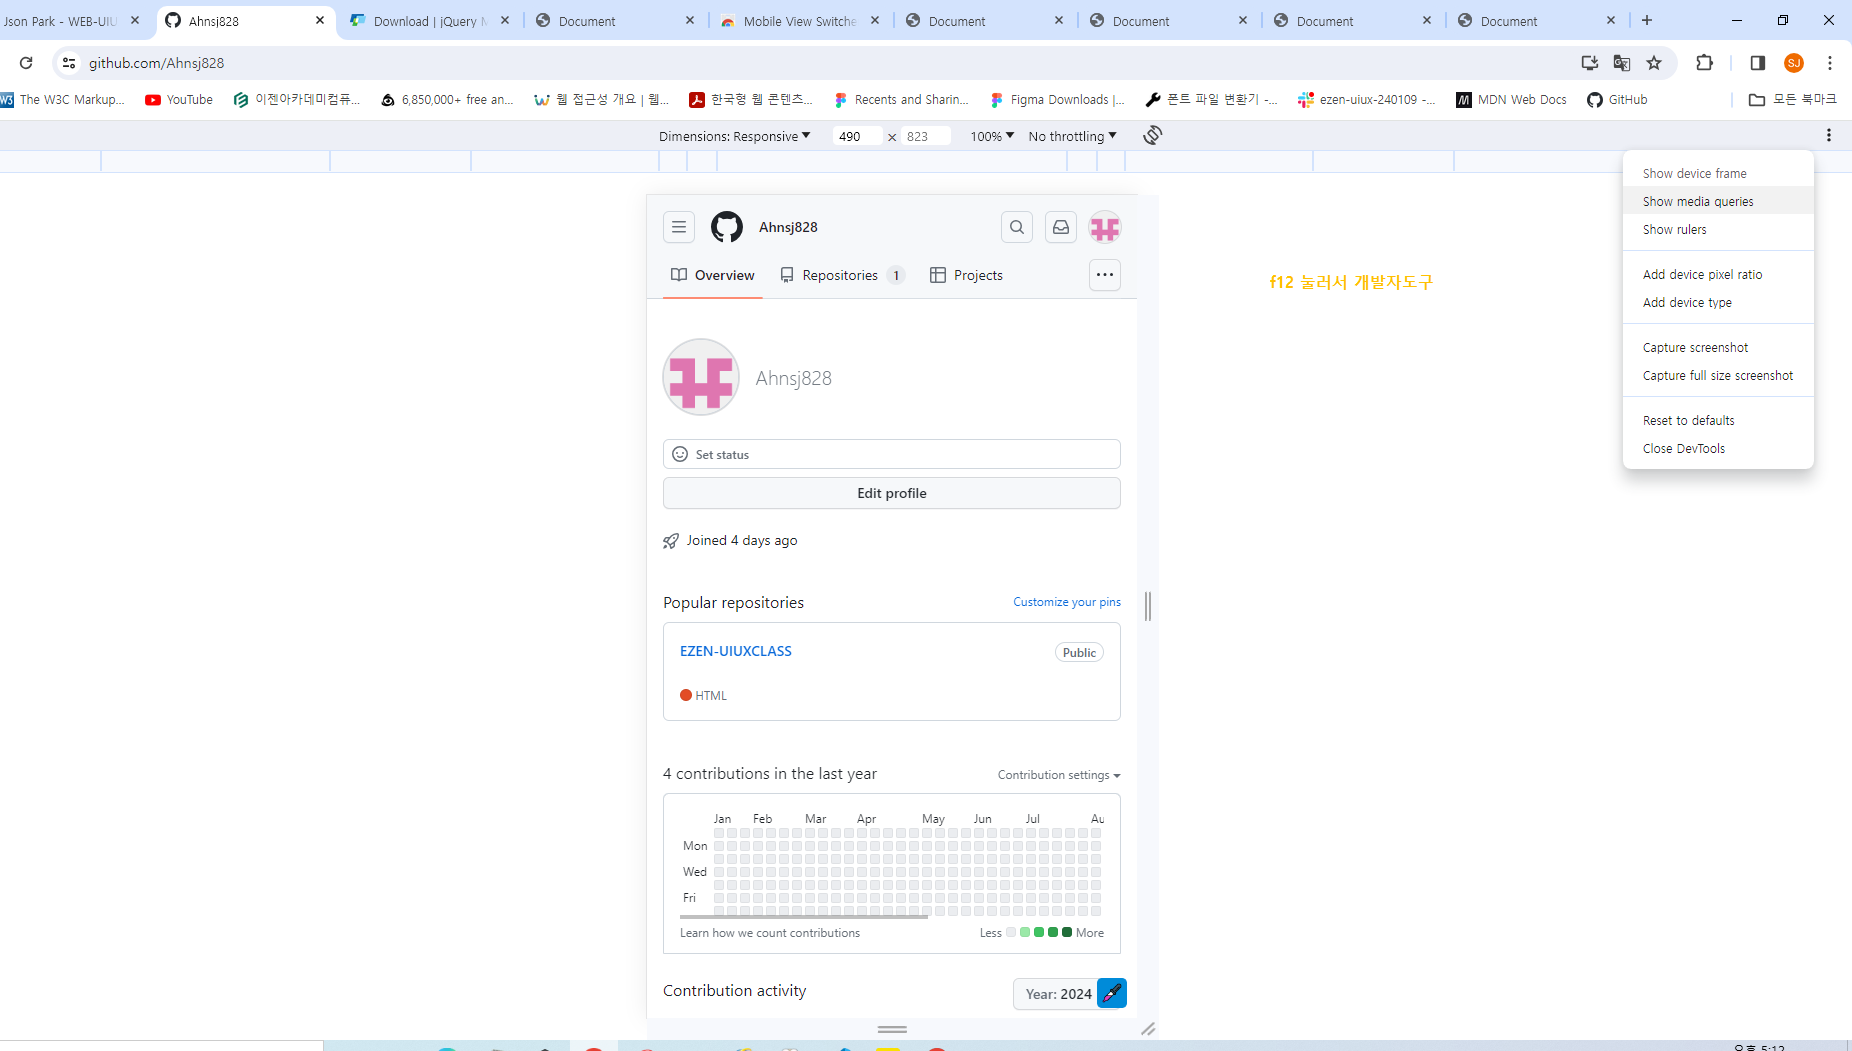 Json Park - WEB-UIU
Ahnsj828
Download | jQuery M
Document
Mobile View Switche
Document
Document
Document
Document
github.com/Ahnsj828
SJ
The W3C Markup...
YouTube
이젠아카데미컴퓨...
6,850,000+ free an...
웹 접근성 개요 | 웹...
한국형 웹 콘텐츠...
Recents and Sharin...
Figma Downloads |...
폰트 파일 변환기 -...
ezen-uiux-240109 -...
MDN Web Docs
GitHub
모든 북마크
Dimensions: Responsive
490
×
823
100%
No throttling
Show device frame
Show media queries
Show rulers
Add device pixel ratio
Add device type
Capture screenshot
Capture full size screenshot
Reset to defaults
Close DevTools
Ahnsj828
Overview
Repositories 1
Projects
f12 눌러서 개발자도구
Ahnsj828
Set status
Edit profile
Joined 4 days ago
Popular repositories
Customize your pins
EZEN-UIUXCLASS
Public
HTML
4 contributions in the last year
Contribution settings
Jan Feb Mar Apr May Jun Jul Au
Mon
Wed
Fri
Learn how we count contributions
Less
More
Contribution activity
Year: 2024
오후 5:12